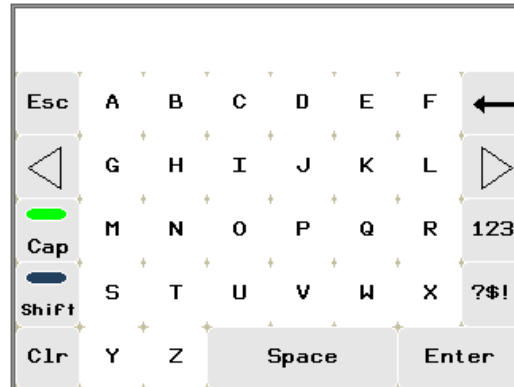 Esc A B C D E F
G H I J K L
Cap M N O P Q R 123
Shift S T U V W X ?$!
Clr Y Z Space Enter